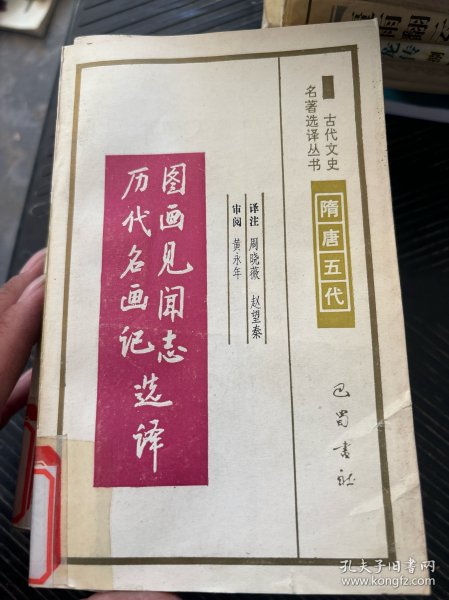 古代文史
名著选译丛书
隋唐五代
译注 周晓薇 赵望秦
审阅 黄永年
图画见闻志
历代名画记 选译
巴蜀书社
孔夫子旧书网
www.kongfz.com